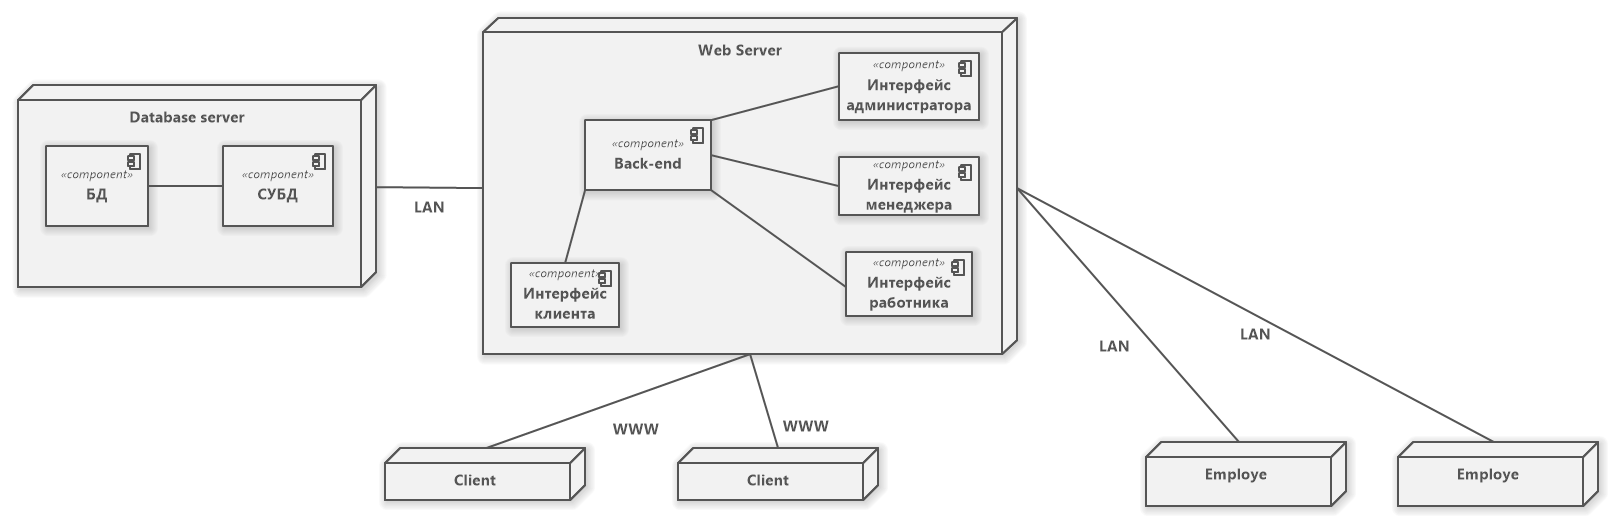 Database server
«component»
БД
«component»
СУБД
LAN
Web Server
«component»
Back-end
«component»
Интерфейс
администратора
«component»
Интерфейс
менеджера
«component»
Интерфейс
работника
«component»
Интерфейс
клиента
WWW
WWW
LAN
LAN
Client
Client
Employe
Employe